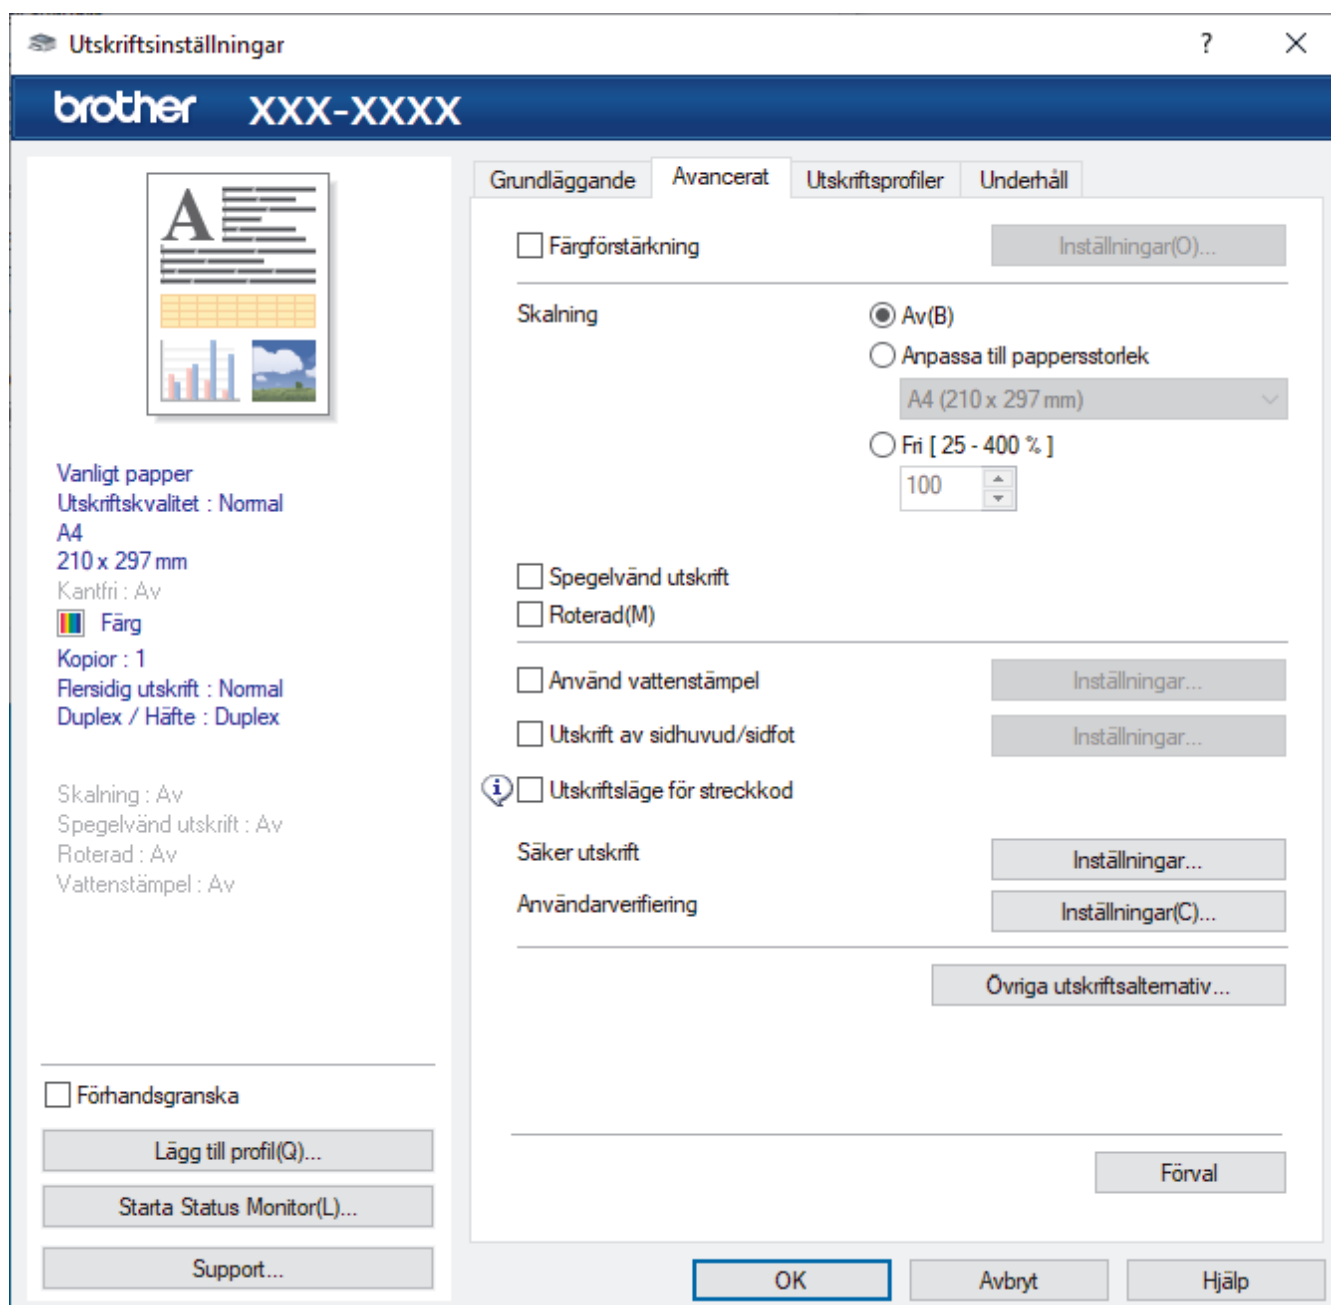 Utskriftsinställningar
?
brother XXX-XXXX
A
Vanligt papper
Utskriftskvalitet : Normal
A4
210 x 297 mm
Kantfri : Av
Färg
Kopior : 1
Flersidig utskrift : Normal
Duplex / Häfte : Duplex
Skalning : Av
Spegelvänd utskrift : Av
Roterad : Av
Vattenstämpel : Av
Förhandsgranska
Lägg till profil(Q)...
Starta Status Monitor(L)...
Support...
Grundläggande Avancerat Utskriftsprofiler Underhåll
Färgförstärkning Inställningar(O)...
Skalning Av(B)
Anpassa till pappersstorlek
A4 (210 x 297 mm)
Fri [ 25 - 400 % ]
100
Spegelvänd utskrift
Roterad(M)
Använd vattenstämpel Inställningar...
Utskrift av sidhuvud/sidfot Inställningar...
Utskriftsläge för streckkod
Säker utskrift Inställningar...
Användarverifiering Inställningar(C)...
Övriga utskriftsalternativ...
Förval
OK Avbryt Hjälp